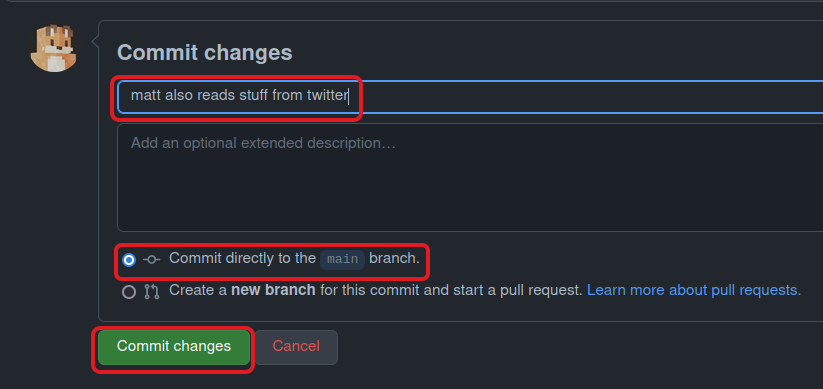 Commit changes
matt also reads stuff from twitter
Add an optional extended description…
Commit directly to the main branch.
Create a new branch for this commit and start a pull request. Learn more about pull requests.
Commit changes
Cancel